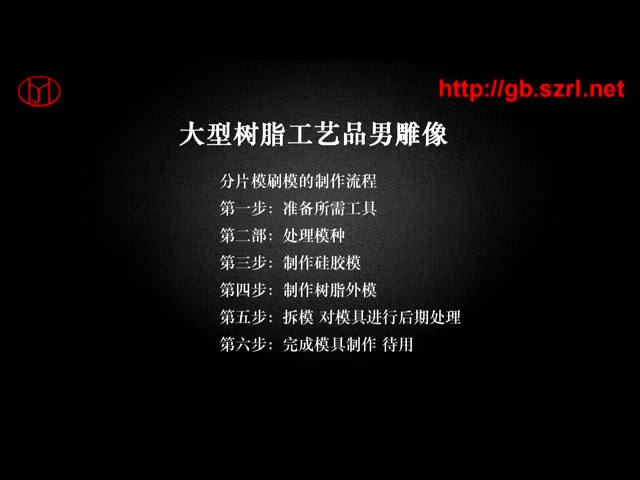 http://gb.szrl.net
大型树脂工艺品男雕像
分片模刷模的制作流程
第一步：准备所需工具
第二部：处理模种
第三步：制作硅胶模
第四步：制作树脂外模
第五步：拆模 对模具进行后期处理
第六步：完成模具制作 待用